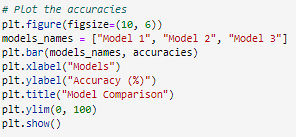 # Plot the accuracies
plt.figure(figsize=(10, 6))
models_names = ["Model 1", "Model 2", "Model 3"]
plt.bar(models_names, accuracies)
plt.xlabel("Models")
plt.ylabel("Accuracy (%)")
plt.title("Model Comparison")
plt.ylim(0, 100)
plt.show()